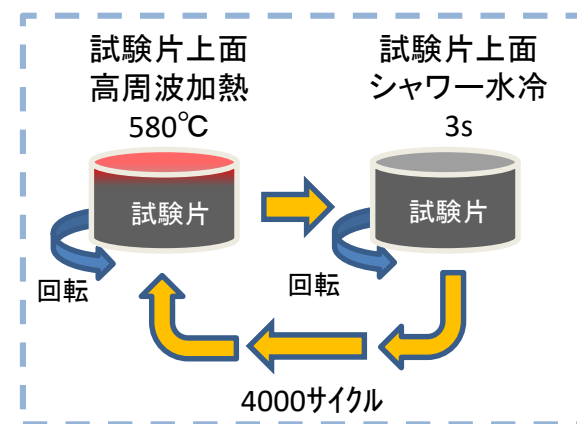 試験片上面
高周波加熱
580℃
試験片上面
シャワー水冷
3s
試験片
試験片
回転
回転
4000サイクル